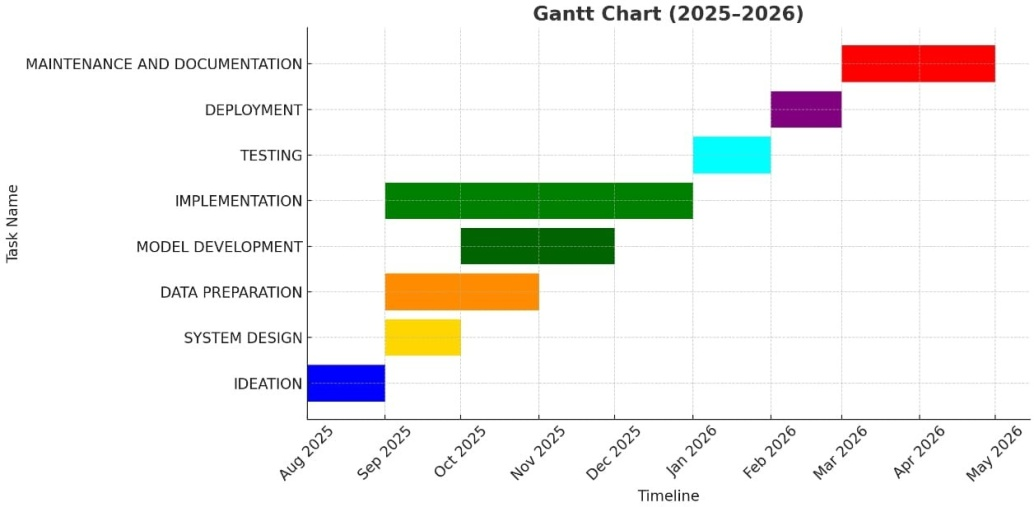 Gantt Chart (2025–2026)
Task Name
MAINTENANCE AND DOCUMENTATION
DEPLOYMENT
TESTING
IMPLEMENTATION
MODEL DEVELOPMENT
DATA PREPARATION
SYSTEM DESIGN
IDEATION
Aug 2025
Sep 2025
Oct 2025
Nov 2025
Dec 2025
Jan 2026
Feb 2026
Mar 2026
Apr 2026
May 2026
Timeline